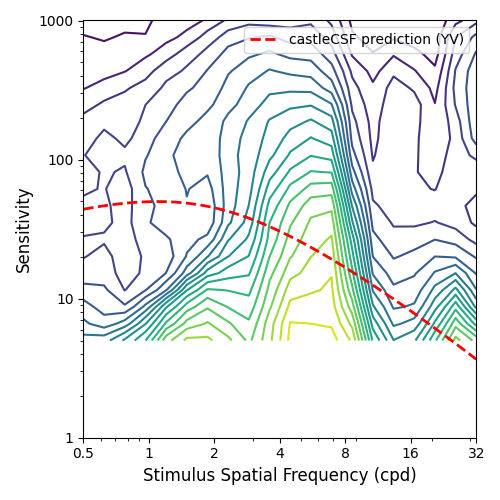 castleCSF prediction (YV)
Sensitivity
1000
100
10
1
0.5 1 2 4 8 16 32
Stimulus Spatial Frequency (cpd)